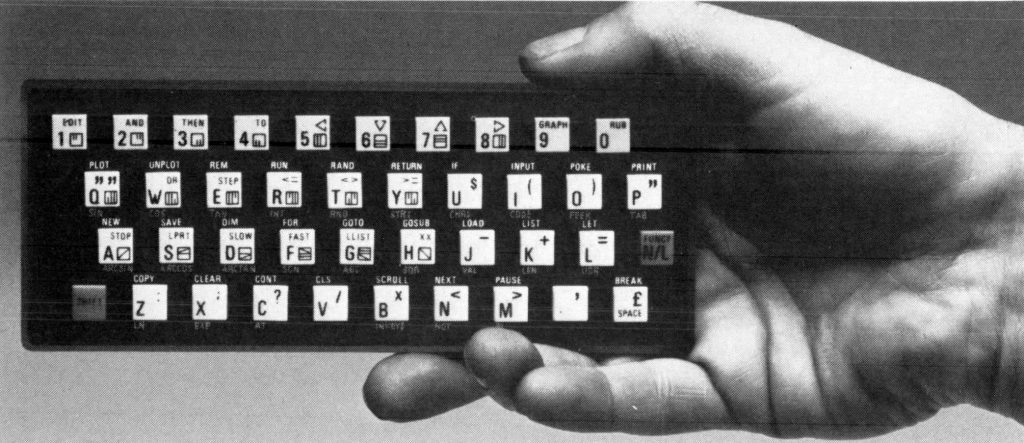 EDIT AND THEN TO GRAPH RUB
1 2 3 4 5 6 7 8 9 0
PLOT UNPLOT REM RUN RAND RETURN IF INPUT POKE PRINT
"" OR STEP <= <> >= $ ( ) "
Q W E R T Y U I O P
SIN COS TAN INT RND STR$ CHR$ CODE PEEK TAB
NEW SAVE DIM FOR GOTO GOSUB LOAD LIST LET FUNCT
STOP LPRT SLOW FAST LLIST XX - + =
A S D F G H J K L N/L
ARCSIN ARCCOS ARCTAN SGN ABS SQR VAL LEN USR
COPY CLEAR CONT CLS SCROLL NEXT PAUSE BREAK
: ; ? / X < > , £
SHIFT Z X C V B N M SPACE
LN EXP AT INKEY$ NOT